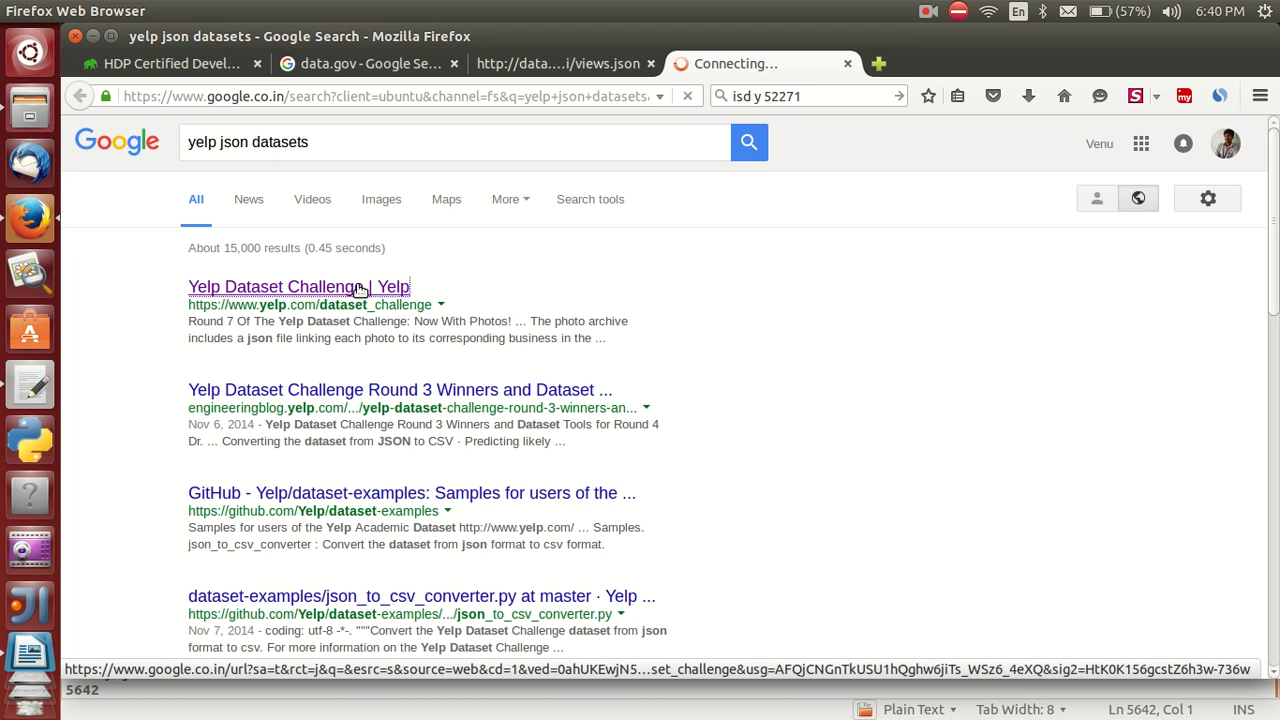 Firefox Web Browser
En
(57%)
6:40 PM
yelp json datasets - Google Search - Mozilla Firefox
HDP Certified Devel...
data.gov - Google Se...
http://data....i/views.json
Connecting...
https://www.google.co.in/search?client=ubuntu&channel=fs&q=yelp+json+datasets
isd y 52271
S
my
Google
yelp json datasets
Venu
All
News
Videos
Images
Maps
More
Search tools
About 15,000 results (0.45 seconds)
Yelp Dataset Challenge | Yelp
https://www.yelp.com/dataset_challenge
Round 7 Of The Yelp Dataset Challenge: Now With Photos! ... The photo archive
includes a json file linking each photo to its corresponding business in the ...
Yelp Dataset Challenge Round 3 Winners and Dataset ...
engineeringblog.yelp.com/.../yelp-dataset-challenge-round-3-winners-an...
Nov 6, 2014 - Yelp Dataset Challenge Round 3 Winners and Dataset Tools for Round 4
Dr. ... Converting the dataset from JSON to CSV · Predicting likely ...
GitHub - Yelp/dataset-examples: Samples for users of the ...
https://github.com/Yelp/dataset-examples
Samples for users of the Yelp Academic Dataset http://www.yelp.com/ ... Samples.
json_to_csv_converter : Convert the dataset from json format to csv format.
dataset-examples/json_to_csv_converter.py at master · Yelp ...
https://github.com/Yelp/dataset-examples/.../json_to_csv_converter.py
Nov 7, 2014 - coding: utf-8 -*-. """Convert the Yelp Dataset Challenge dataset from json
format to csv. For more information on the Yelp Dataset Challenge ...
https://www.google.co.in/url?sa=t&rct=j&q=&esrc=s&source=web&cd=1&ved=0ahUKEwjN5...set_challenge&usg=AFQjCNGnTkUSU1hQghw6jiTs_WSz6_4eXQ&sig2=HtK0K156gcstZ6h3w-736w
5642
Plain Text
Tab Width: 8
Ln 5642, Col 1
INS